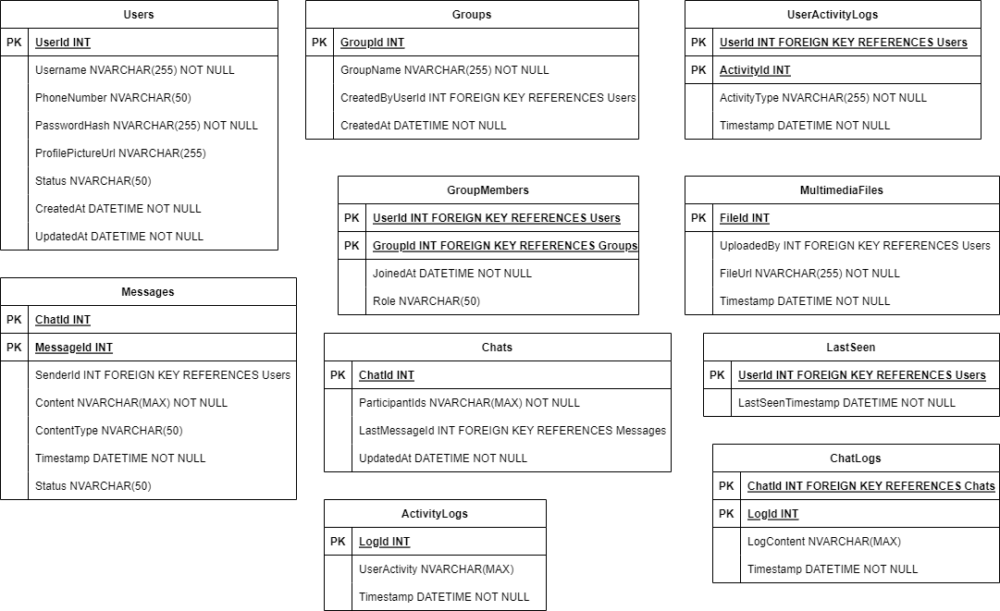 Users
PK UserId INT
Username NVARCHAR(255) NOT NULL
PhoneNumber NVARCHAR(50)
PasswordHash NVARCHAR(255) NOT NULL
ProfilePictureUrl NVARCHAR(255)
Status NVARCHAR(50)
CreatedAt DATETIME NOT NULL
UpdatedAt DATETIME NOT NULL
Groups
PK GroupId INT
GroupName NVARCHAR(255) NOT NULL
CreatedByUserId INT FOREIGN KEY REFERENCES Users
CreatedAt DATETIME NOT NULL
UserActivityLogs
PK UserId INT FOREIGN KEY REFERENCES Users
PK ActivityId INT
ActivityType NVARCHAR(255) NOT NULL
Timestamp DATETIME NOT NULL
GroupMembers
PK UserId INT FOREIGN KEY REFERENCES Users
PK GroupId INT FOREIGN KEY REFERENCES Groups
JoinedAt DATETIME NOT NULL
Role NVARCHAR(50)
MultimediaFiles
PK FileId INT
UploadedBy INT FOREIGN KEY REFERENCES Users
FileUrl NVARCHAR(255) NOT NULL
Timestamp DATETIME NOT NULL
Messages
PK ChatId INT
PK MessageId INT
SenderId INT FOREIGN KEY REFERENCES Users
Content NVARCHAR(MAX) NOT NULL
ContentType NVARCHAR(50)
Timestamp DATETIME NOT NULL
Status NVARCHAR(50)
Chats
PK ChatId INT
ParticipantIds NVARCHAR(MAX) NOT NULL
LastMessageId INT FOREIGN KEY REFERENCES Messages
UpdatedAt DATETIME NOT NULL
LastSeen
PK UserId INT FOREIGN KEY REFERENCES Users
LastSeenTimestamp DATETIME NOT NULL
ChatLogs
PK ChatId INT FOREIGN KEY REFERENCES Chats
PK LogId INT
LogContent NVARCHAR(MAX)
Timestamp DATETIME NOT NULL
ActivityLogs
PK LogId INT
UserActivity NVARCHAR(MAX)
Timestamp DATETIME NOT NULL